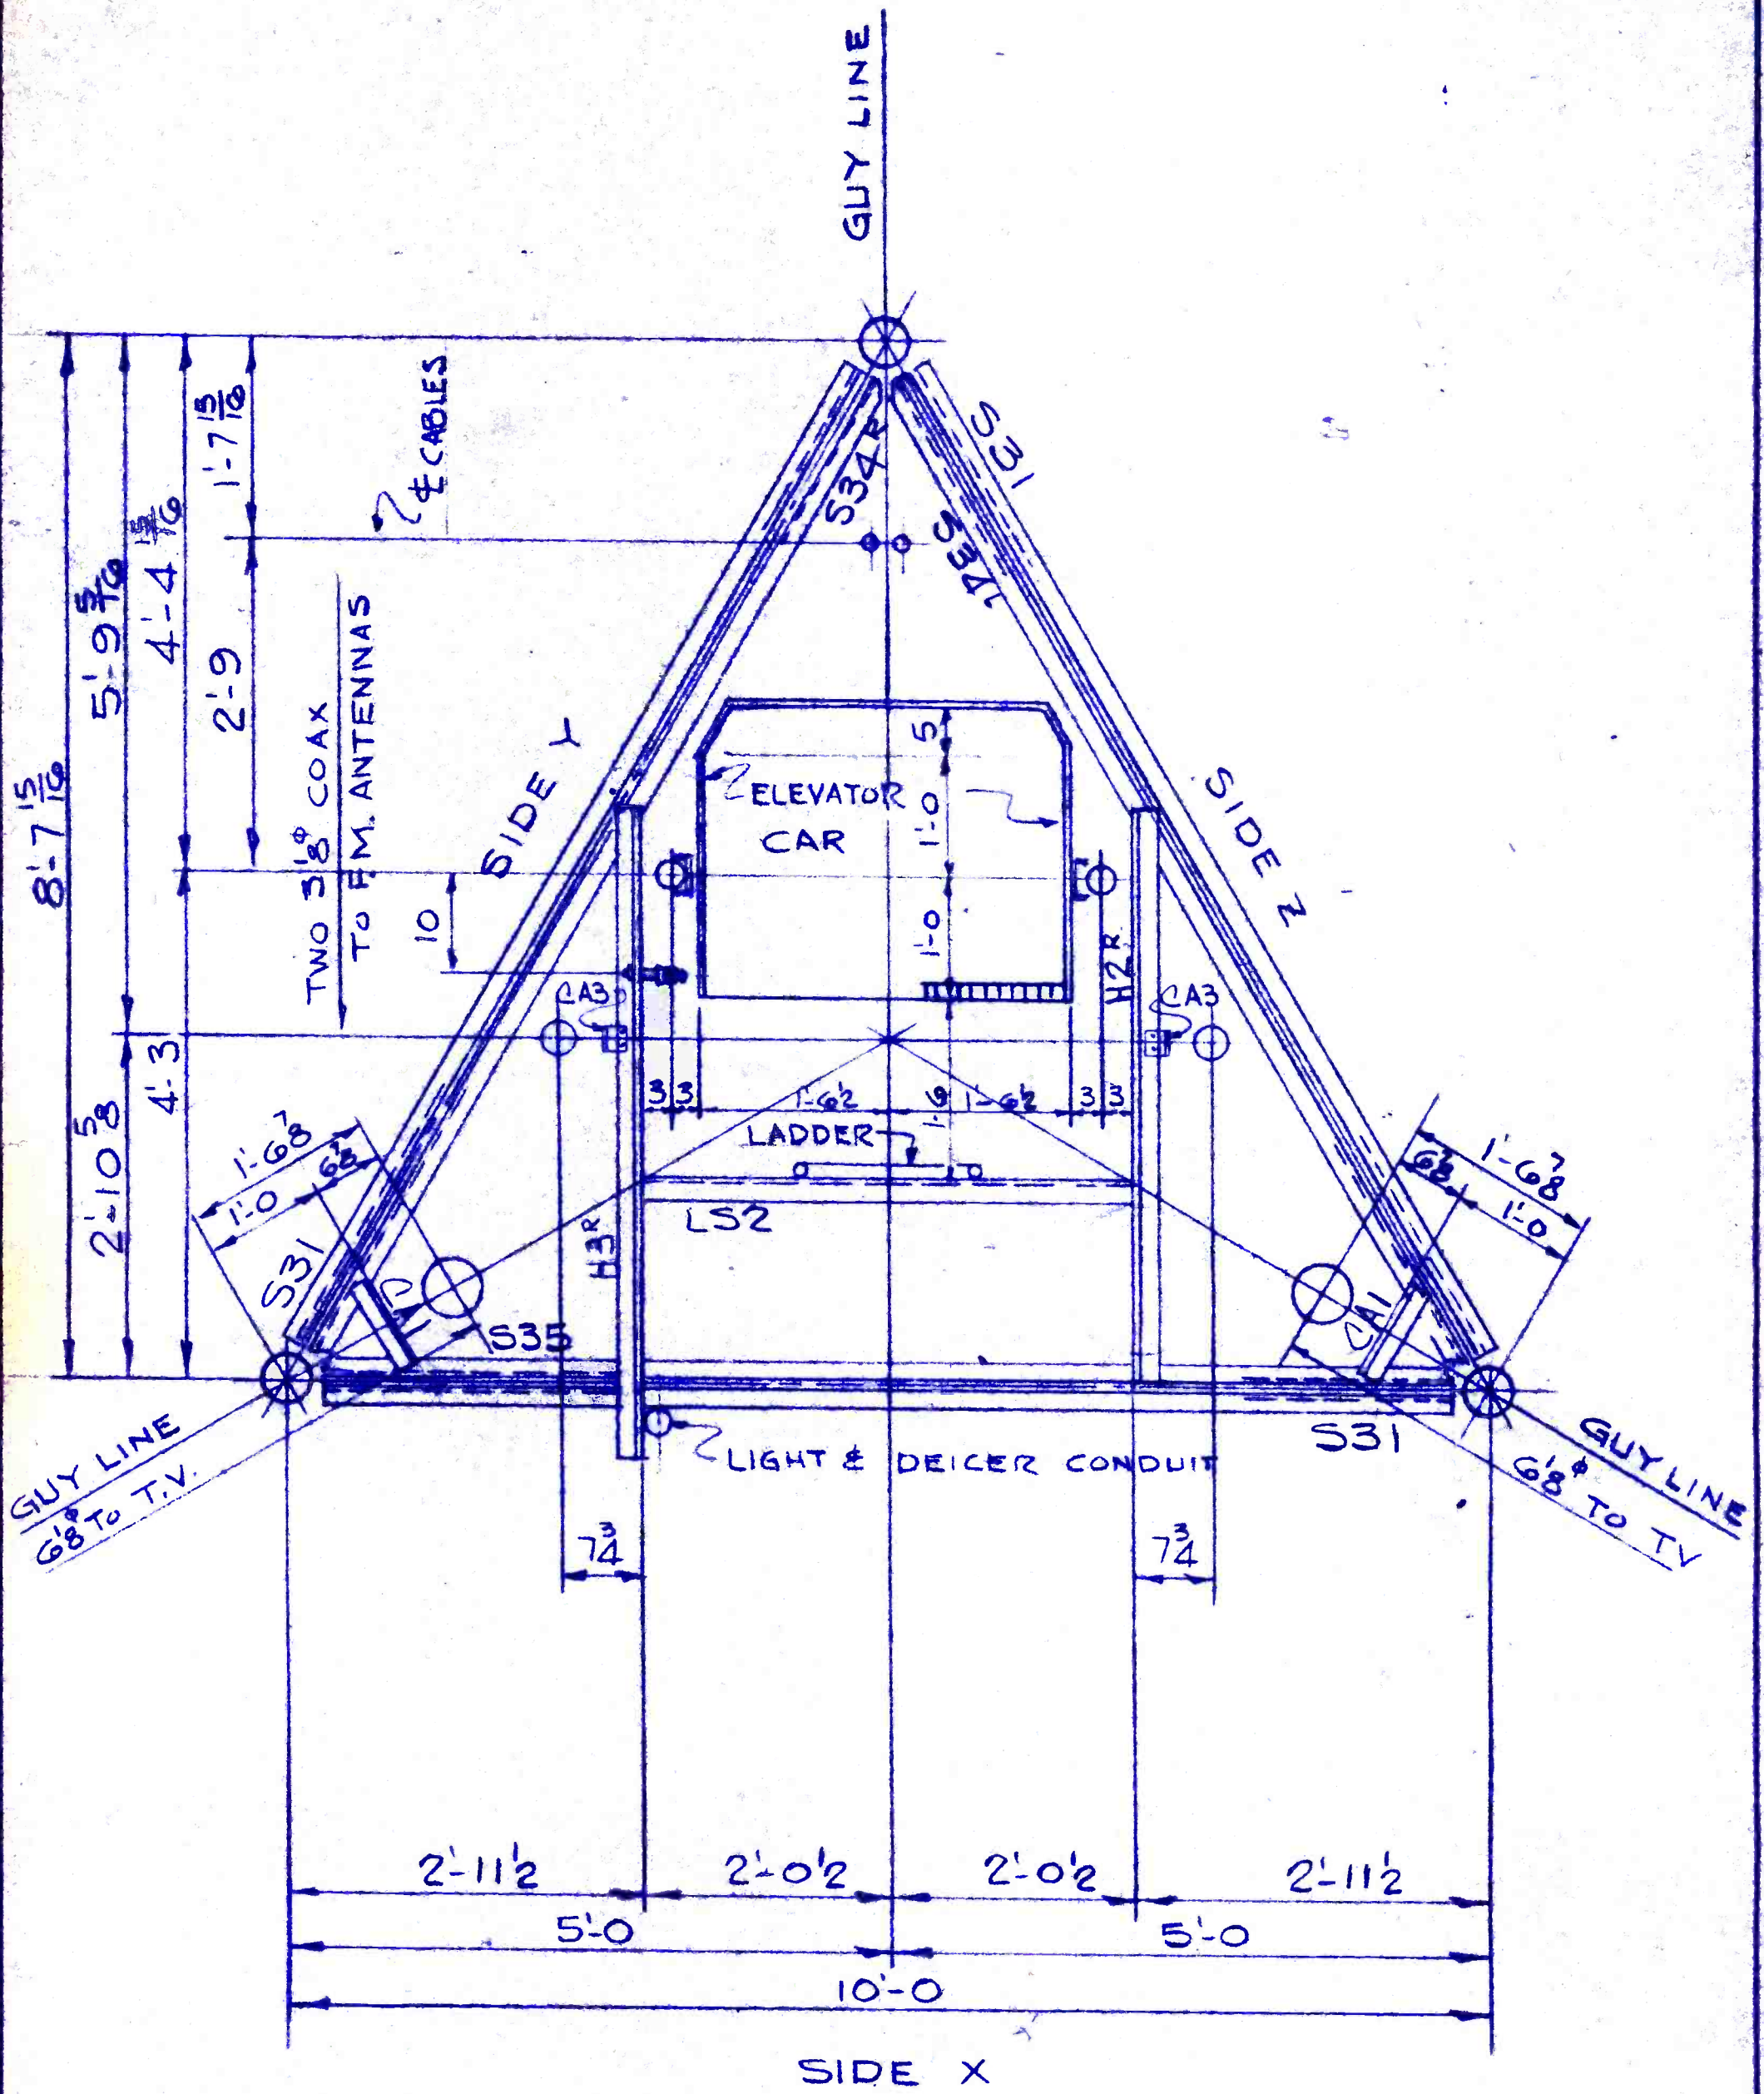 GUY LINE
1'-7 15/16
℄ CABLES
S31
S34R
S34L
8'-7 15/16
5'-9 5/16
4'-4 15/16
2'-9
TWO 3 1/8 ɸ COAX
TO F.M. ANTENNAS
SIDE Y
SIDE Z
ELEVATOR
CAR
5
1'-0
1'-0
10
H2R
CA3
CA3
2'-10 5/8
4'-3
3 3
1'-6 1/2
1'-6
1'-6 1/2
3 3
LADDER
1'-6 7/8
6 7/8
1'-0
1'-6 7/8
6 7/8
1'-0
LS2
H3R
S31
S35
CA1
S31
GUY LINE
6 1/8 ɸ TO T.V.
LIGHT & DEICER CONDUIT
GUY LINE
6 1/8 ɸ TO TV
7 3/4
7 3/4
2'-11 1/2
2'-0 1/2
2'-0 1/2
2'-11 1/2
5'-0
5'-0
10'-0
SIDE X